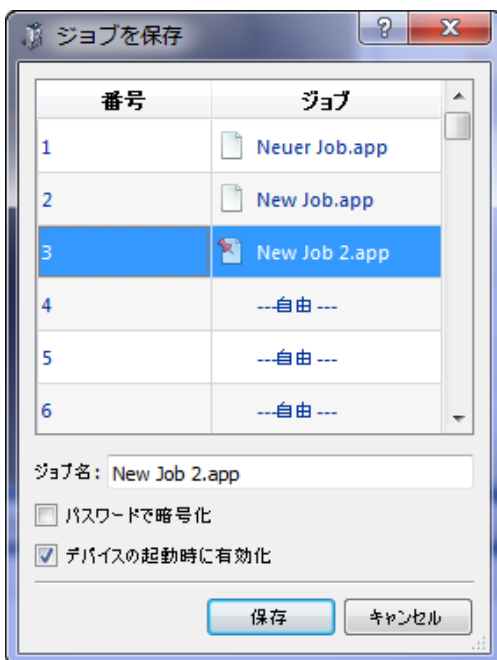 ジョブを保存
番号 ジョブ
1 Neuer Job.app
2 New Job.app
3 New Job 2.app
4 ---自由 ---
5 ---自由 ---
6 ---自由 ---
ジョブ名: New Job 2.app
パスワードで暗号化
デバイスの起動時に有効化
保存 キャンセル